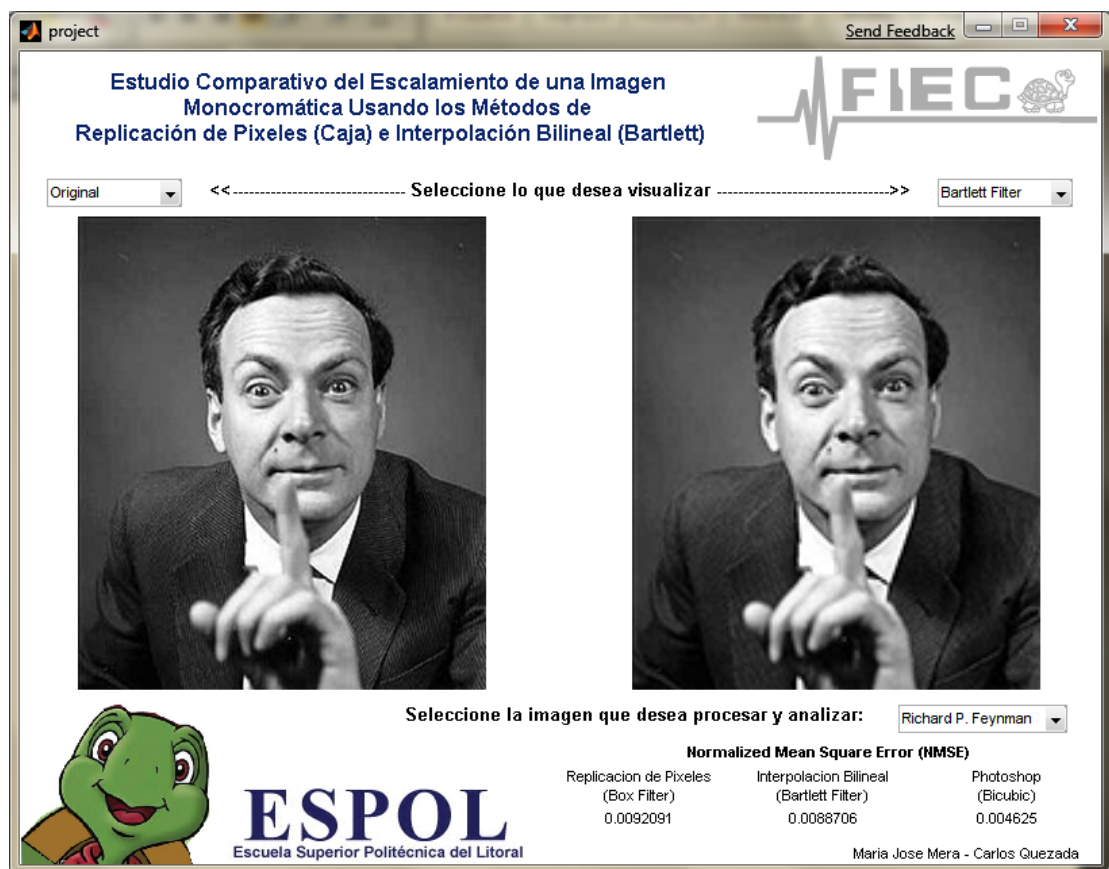 project
Send Feedback
Estudio Comparativo del Escalamiento de una Imagen
Monocromática Usando los Métodos de
Replicación de Pixeles (Caja) e Interpolación Bilineal (Bartlett)
FIEC
Original
<<------------------------------- Seleccione lo que desea visualizar ------------------------------->>
Bartlett Filter
Seleccione la imagen que desea procesar y analizar:
Richard P. Feynman
Normalized Mean Square Error (NMSE)
Replicacion de Pixeles
(Box Filter)
0.0092091
Interpolacion Bilineal
(Bartlett Filter)
0.0088706
Photoshop
(Bicubic)
0.004625
ESPOL
Escuela Superior Politécnica del Litoral
Maria Jose Mera - Carlos Quezada